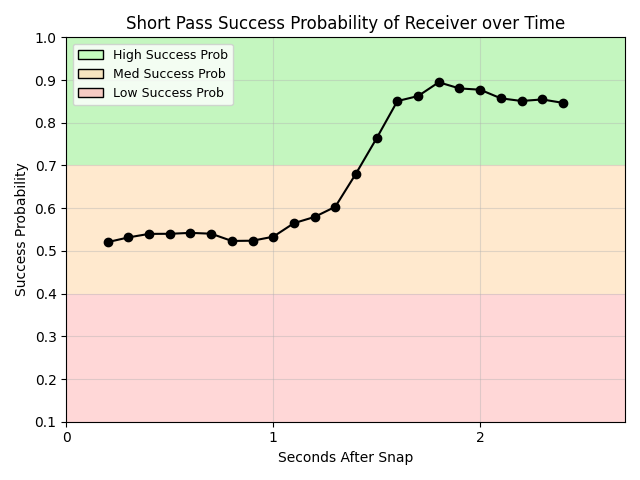 Short Pass Success Probability of Receiver over Time
High Success Prob
Med Success Prob
Low Success Prob
Success Probability
1.0
0.9
0.8
0.7
0.6
0.5
0.4
0.3
0.2
0.1
0 1 2
Seconds After Snap